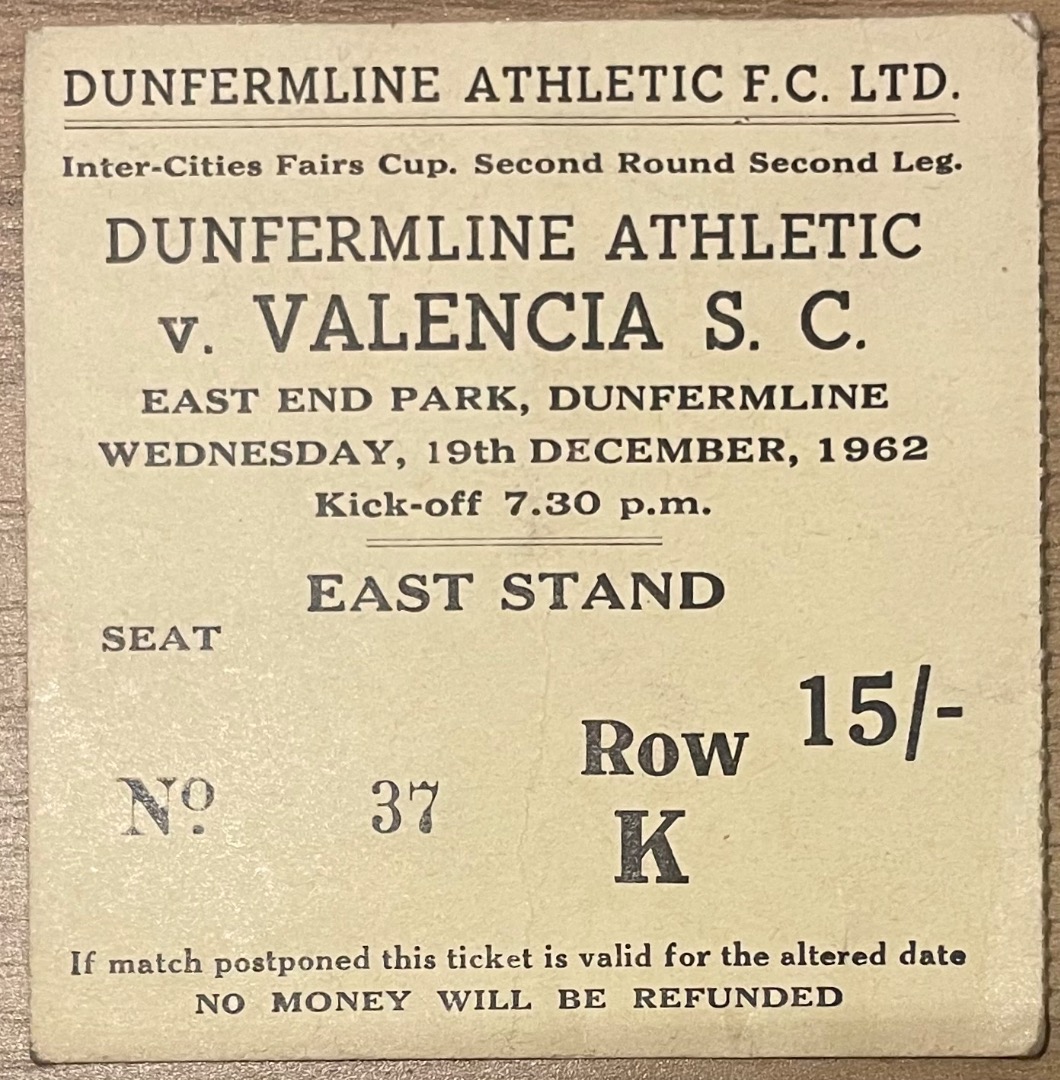 DUNFERMLINE ATHLETIC F.C. LTD.
Inter-Cities Fairs Cup. Second Round Second Leg.
DUNFERMLINE ATHLETIC
v. VALENCIA S. C.
EAST END PARK, DUNFERMLINE
WEDNESDAY, 19th DECEMBER, 1962
Kick-off 7.30 p.m.
EAST STAND
SEAT
15/-
Row
Nº 37
K
If match postponed this ticket is valid for the altered date
NO MONEY WILL BE REFUNDED